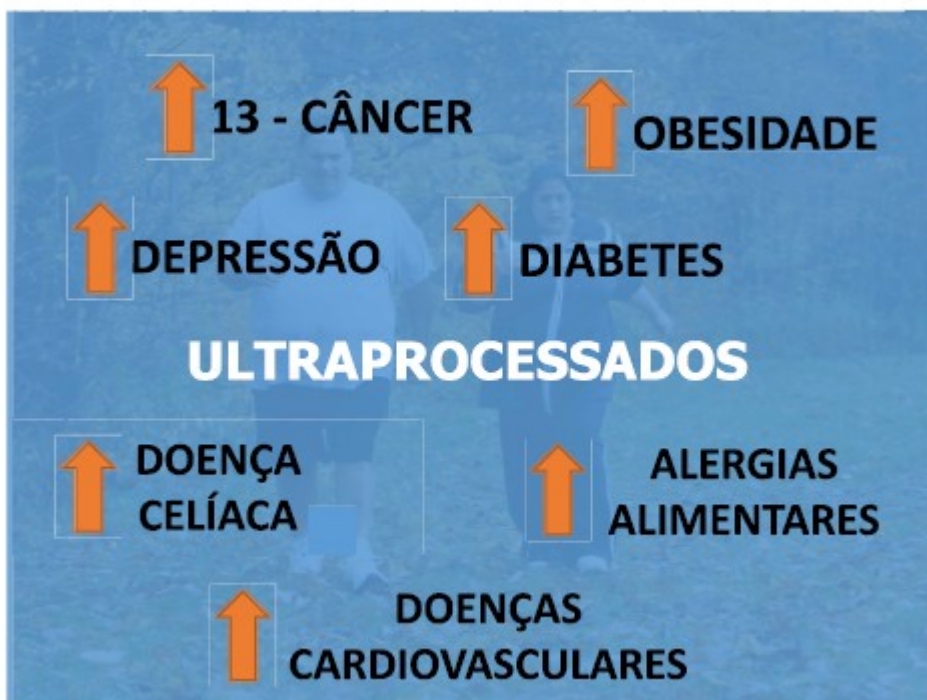 13 - CÂNCER
OBESIDADE
DEPRESSÃO
DIABETES
ULTRAPROCESSADOS
DOENÇA
CELÍACA
ALERGIAS
ALIMENTARES
DOENÇAS
CARDIOVASCULARES